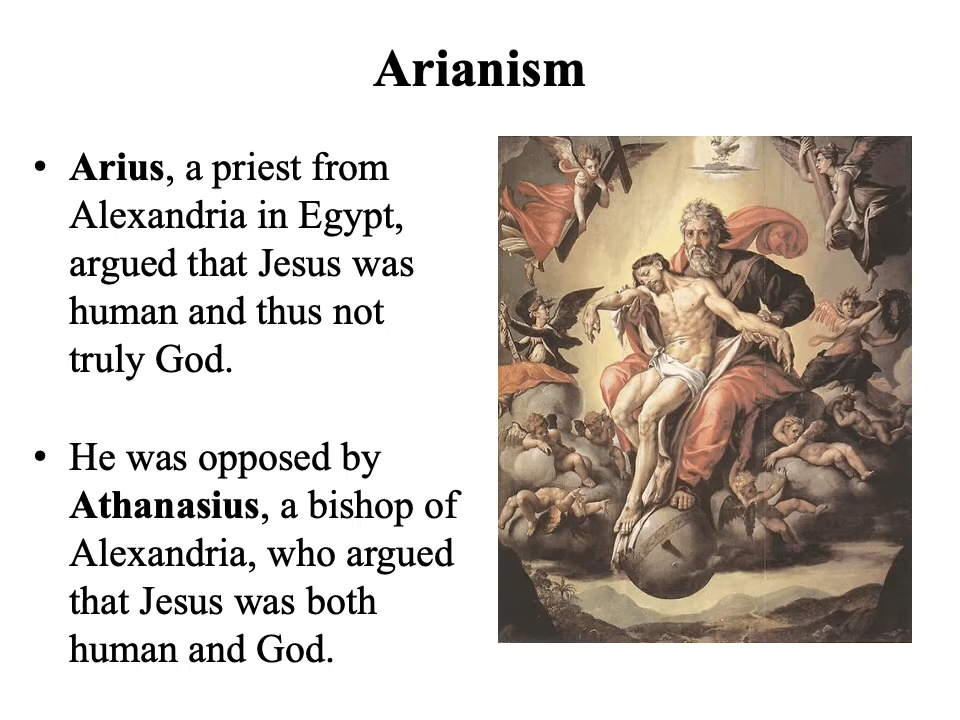 Arianism
• Arius, a priest from
Alexandria in Egypt,
argued that Jesus was
human and thus not
truly God.
• He was opposed by
Athanasius, a bishop of
Alexandria, who argued
that Jesus was both
human and God.